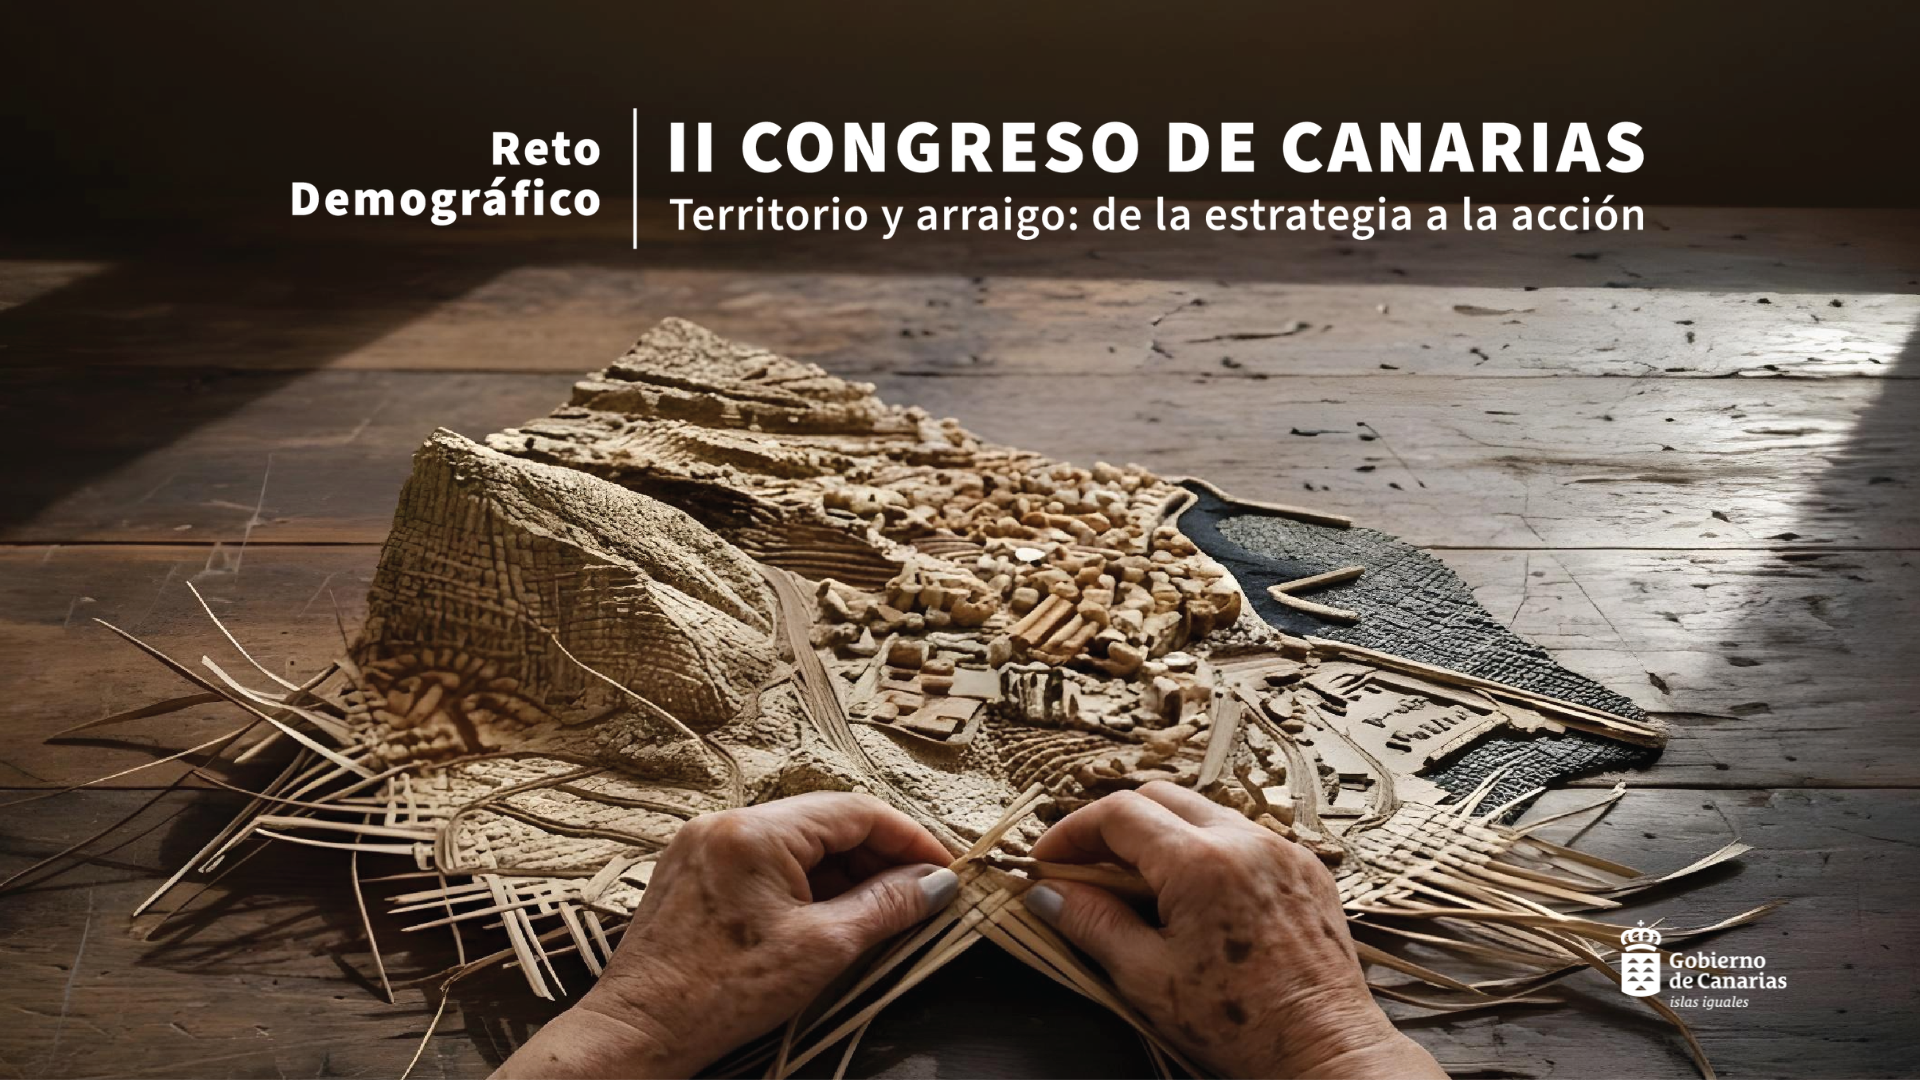 Reto
Demográfico
II CONGRESO DE CANARIAS
Territorio y arraigo: de la estrategia a la acción
Gobierno
de Canarias
islas iguales